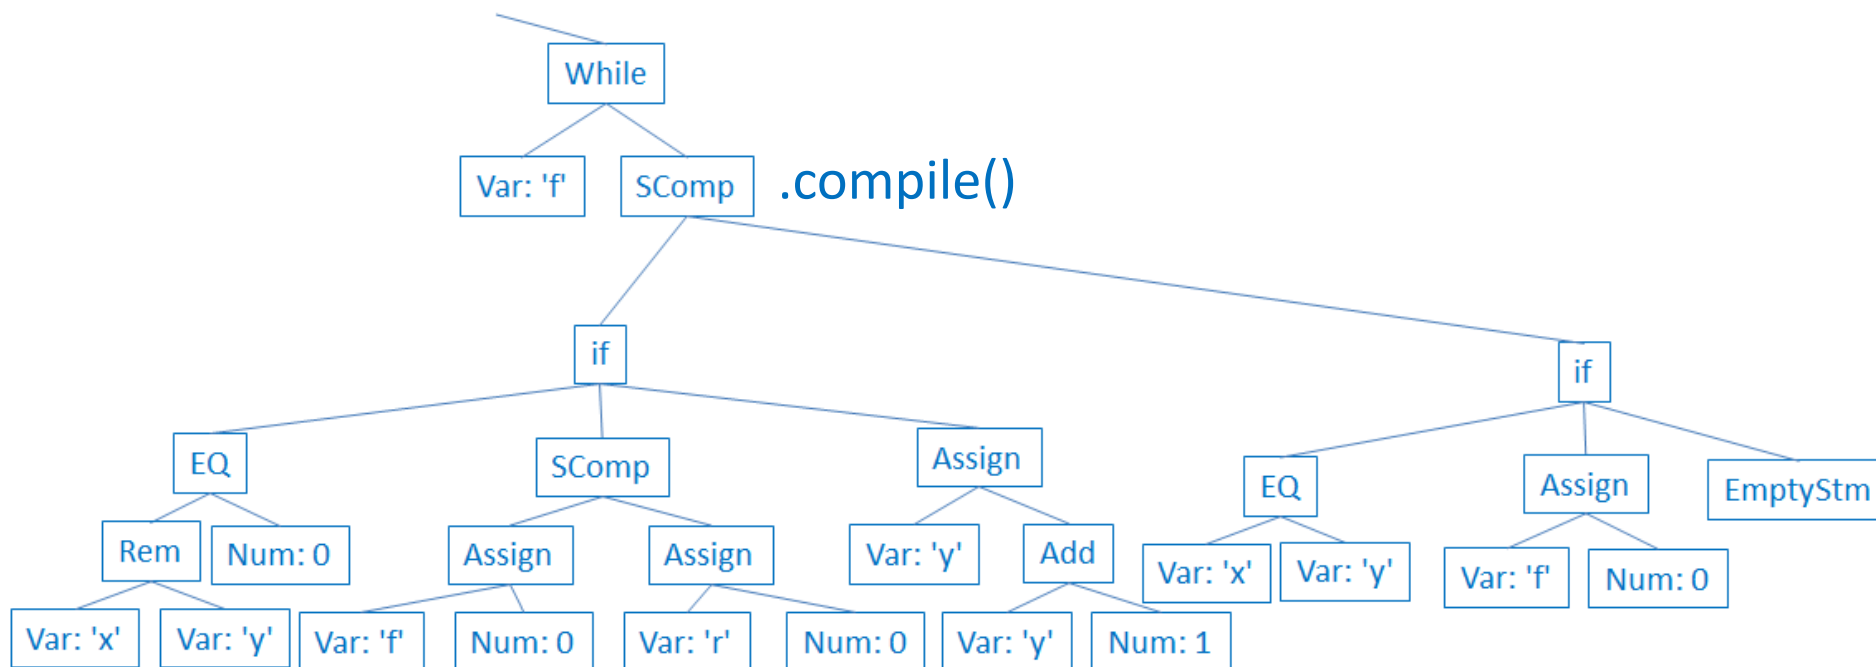 While
Var: 'f'
SComp
.compile()
if
if
EQ
SComp
Assign
EQ
Assign
EmptyStm
Rem
Num: 0
Assign
Assign
Var: 'y'
Add
Var: 'x'
Var: 'y'
Var: 'f'
Num: 0
Var: 'x'
Var: 'y'
Var: 'f'
Num: 0
Var: 'r'
Num: 0
Var: 'y'
Num: 1